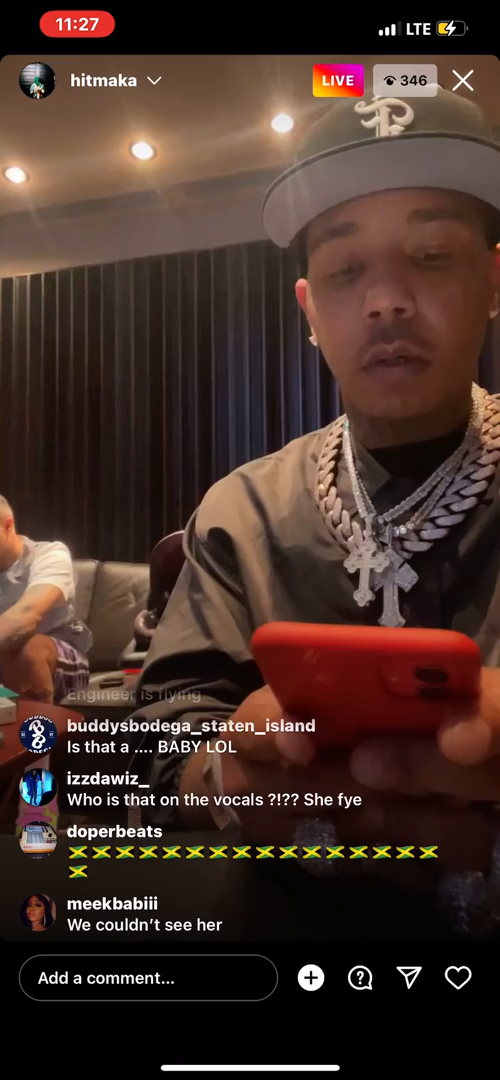 11:27
LTE
hitmaka
LIVE
346
Engineer is flying
buddysbodega_staten_island
Is that a .... BABY LOL
izzdawiz_
Who is that on the vocals ?!?? She fye
doperbeats
🇯🇲🇯🇲🇯🇲🇯🇲🇯🇲🇯🇲🇯🇲🇯🇲🇯🇲🇯🇲🇯🇲🇯🇲🇯🇲🇯🇲🇯🇲🇯🇲
🇯🇲
meekbabiii
We couldn’t see her
Add a comment...